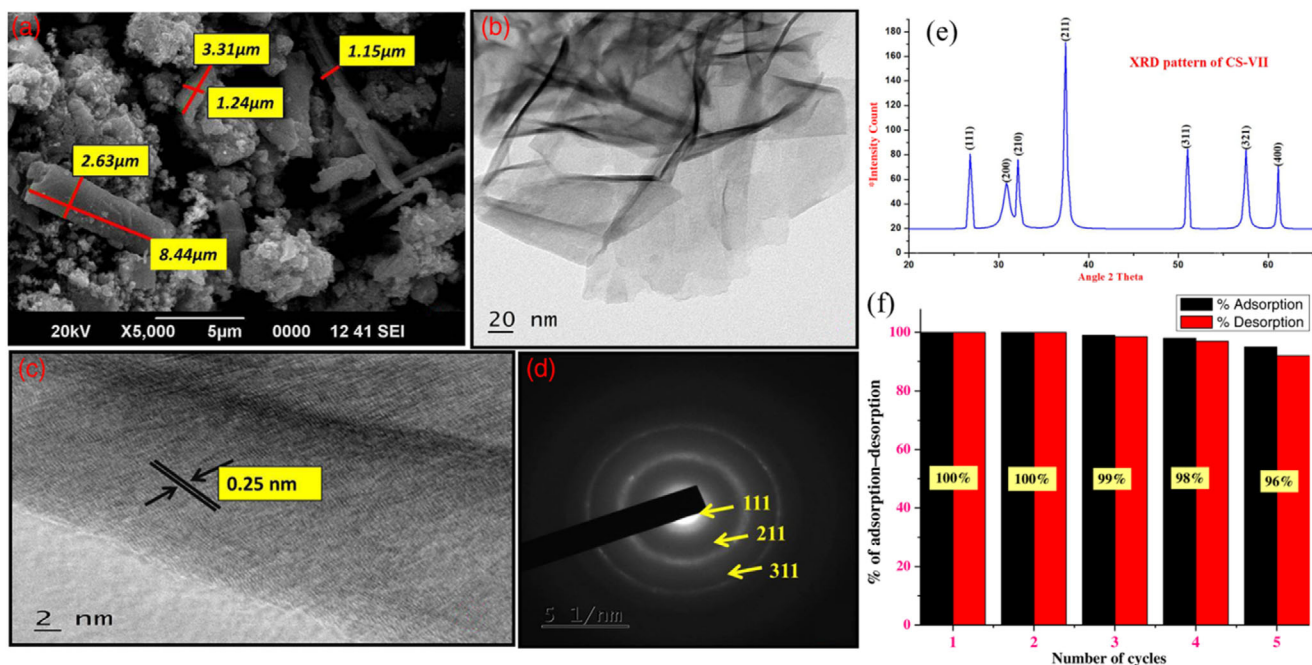 (a)
3.31µm
1.15µm
1.24µm
2.63µm
8.44µm
20kV X5,000 5µm 0000 12 41 SEI
(b)
20 nm
(c)
0.25 nm
2 nm
(d)
111
211
311
5 1/nm
(e)
XRD pattern of CS-VII
(111)
(200)
(210)
(211)
(311)
(321)
(400)
*Intensity Count
180
160
140
120
100
80
60
40
20
20 30 40 50 60
Angle 2 Theta
(f)
% Adsorption
% Desorption
% of adsorption–desorption
100
80
60
40
20
0
100% 100% 99% 98% 96%
1 2 3 4 5
Number of cycles